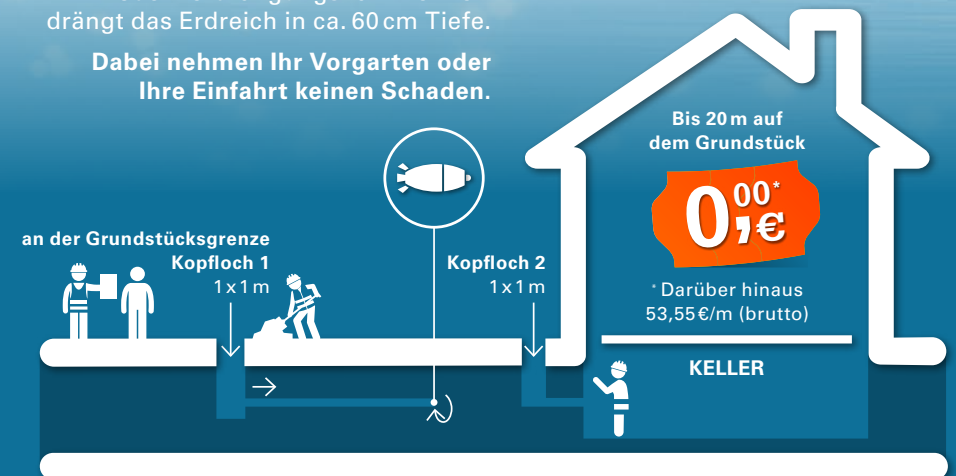 drängt das Erdreich in ca. 60 cm Tiefe.
Dabei nehmen Ihr Vorgarten oder
Ihre Einfahrt keinen Schaden.
Bis 20 m auf
dem Grundstück
0,00*€
* Darüber hinaus
53,55 €/m (brutto)
KELLER
an der Grundstücksgrenze
Kopfloch 1
1 x 1 m
Kopfloch 2
1 x 1 m